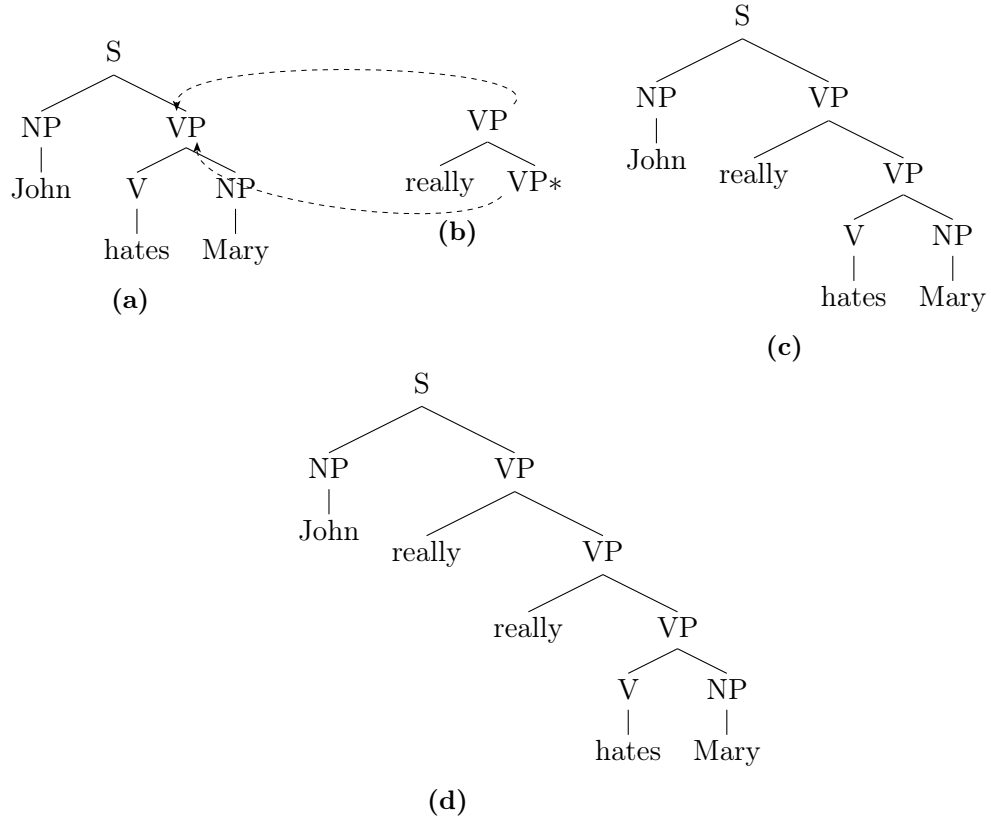 S
NP VP
John V NP
hates Mary
(a)
VP
really VP*
(b)
S
NP VP
John really VP
V NP
hates Mary
(c)
S
NP VP
John really VP
really VP
V NP
hates Mary
(d)